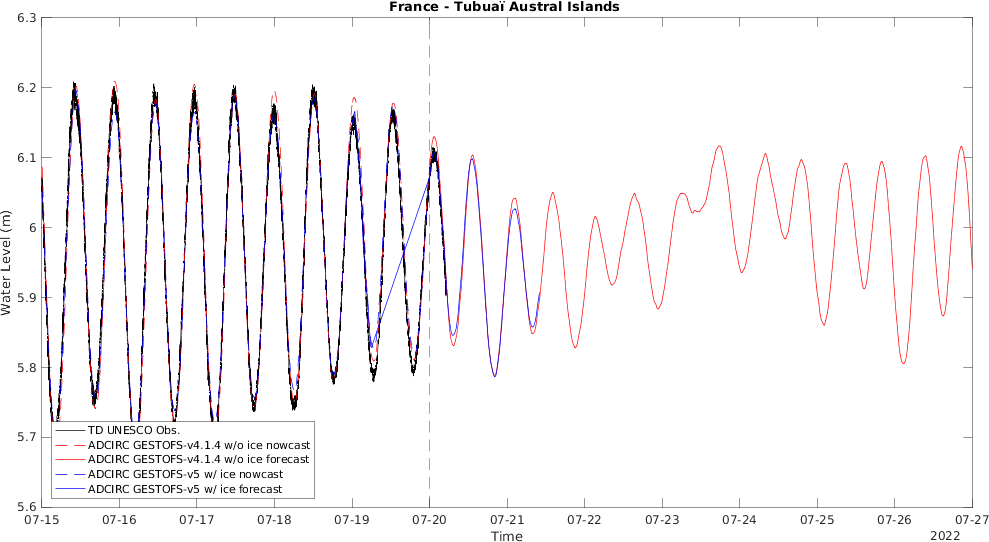 France - Tubuaï Austral Islands
6.3
6.2
6.1
6
5.9
5.8
5.7
5.6
Water Level (m)
TD UNESCO Obs.
ADCIRC GESTOFS-v4.1.4 w/o ice nowcast
ADCIRC GESTOFS-v4.1.4 w/o ice forecast
ADCIRC GESTOFS-v5 w/ ice nowcast
ADCIRC GESTOFS-v5 w/ ice forecast
07-15 07-16 07-17 07-18 07-19 07-20 07-21 07-22 07-23 07-24 07-25 07-26 07-27
Time
2022